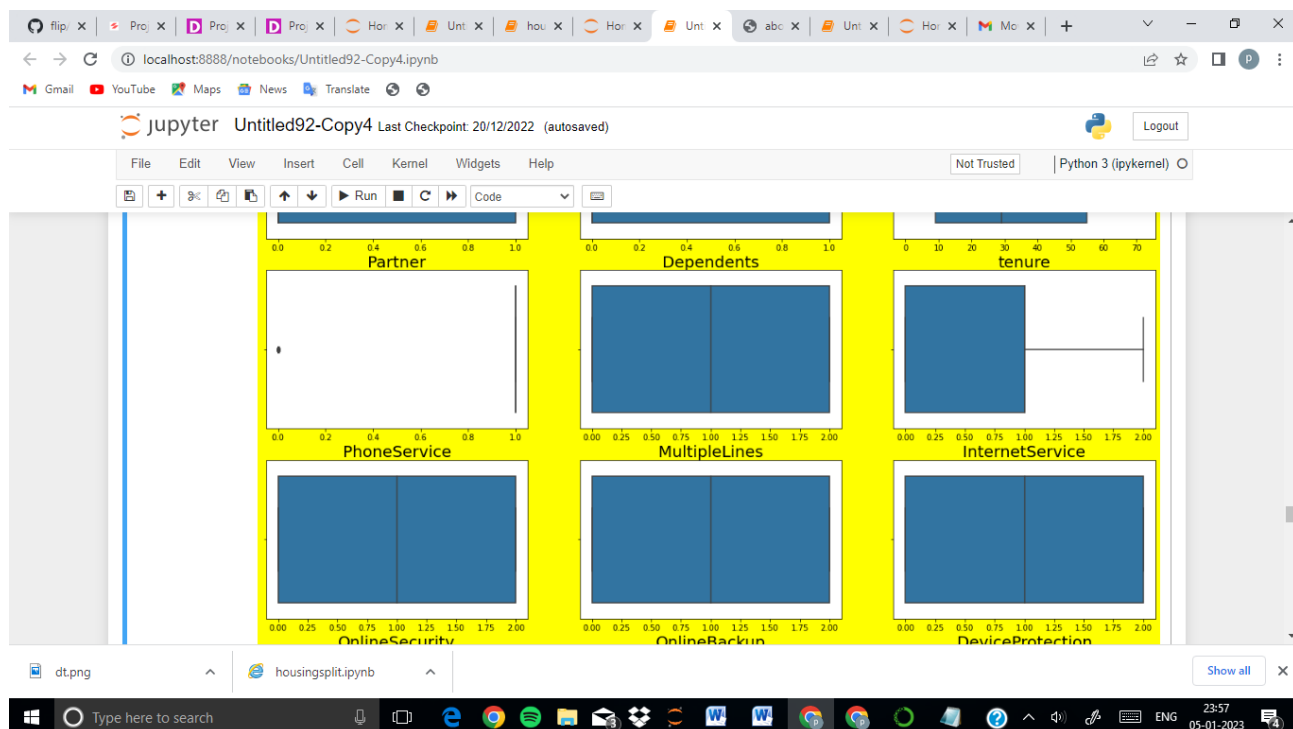 flip/ Proj Proj Proj Hor Unt hou Hor Unt abc Unt Hor Mo
localhost:8888/notebooks/Untitled92-Copy4.ipynb
P
Gmail YouTube Maps News Translate
jupyter Untitled92-Copy4 Last Checkpoint: 20/12/2022 (autosaved)
Logout
File Edit View Insert Cell Kernel Widgets Help
Not Trusted Python 3 (ipykernel)
Run Code
0.0 0.2 0.4 0.6 0.8 1.0
Partner
0.0 0.2 0.4 0.6 0.8 1.0
Dependents
0 10 20 30 40 50 60 70
tenure
0.0 0.2 0.4 0.6 0.8 1.0
PhoneService
0.00 0.25 0.50 0.75 1.00 1.25 1.50 1.75 2.00
MultipleLines
0.00 0.25 0.50 0.75 1.00 1.25 1.50 1.75 2.00
InternetService
0.00 0.25 0.50 0.75 1.00 1.25 1.50 1.75 2.00
OnlineSecurity
0.00 0.25 0.50 0.75 1.00 1.25 1.50 1.75 2.00
OnlineBackup
0.00 0.25 0.50 0.75 1.00 1.25 1.50 1.75 2.00
DeviceProtection
dt.png
housingsplit.ipynb
Show all
Type here to search
ENG
23:57
05-01-2023
4